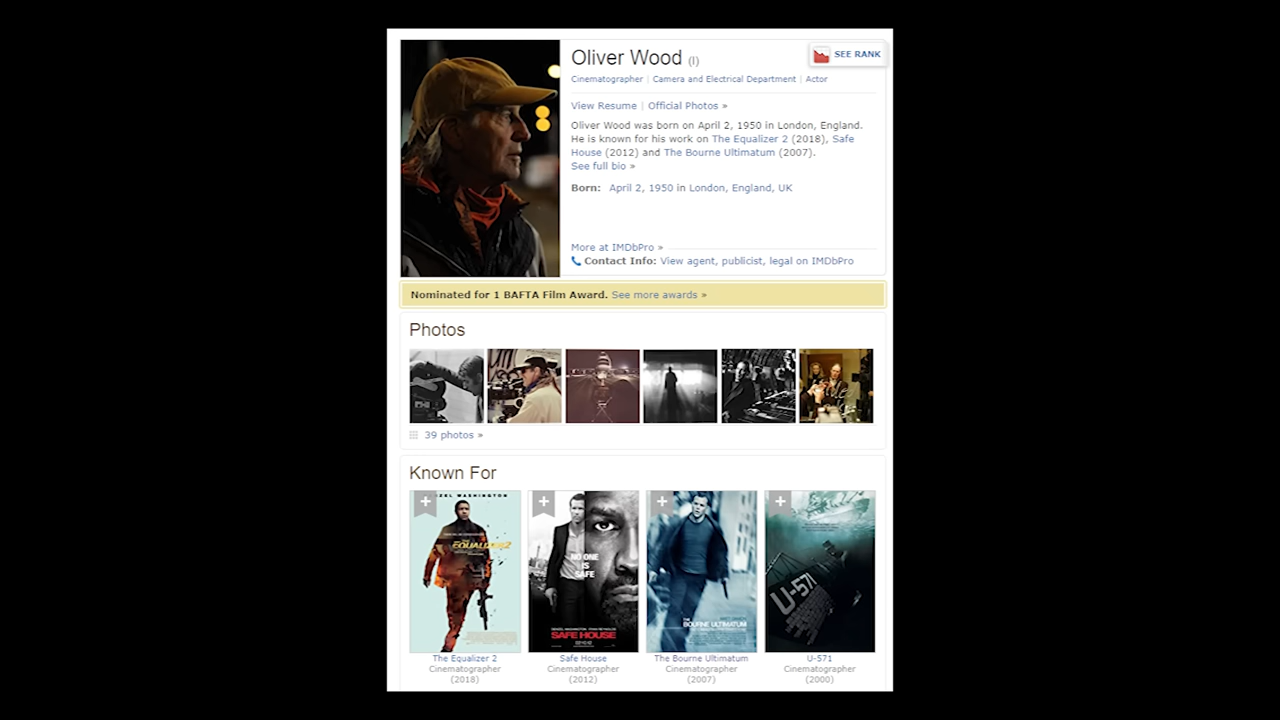 Oliver Wood (I)
SEE RANK
Cinematographer | Camera and Electrical Department | Actor
View Resume | Official Photos »
Oliver Wood was born on April 2, 1950 in London, England.
He is known for his work on The Equalizer 2 (2018), Safe
House (2012) and The Bourne Ultimatum (2007).
See full bio »
Born: April 2, 1950 in London, England, UK
More at IMDbPro »
Contact Info: View agent, publicist, legal on IMDbPro
Nominated for 1 BAFTA Film Award. See more awards »
Photos
39 photos »
Known For
WASHINGTON
EQUALIZER 2
NO ONE
IS
SAFE
SAFE HOUSE
BOURNE ULTIMATUM
U-571
The Equalizer 2
Cinematographer
(2018)
Safe House
Cinematographer
(2012)
The Bourne Ultimatum
Cinematographer
(2007)
U-571
Cinematographer
(2000)